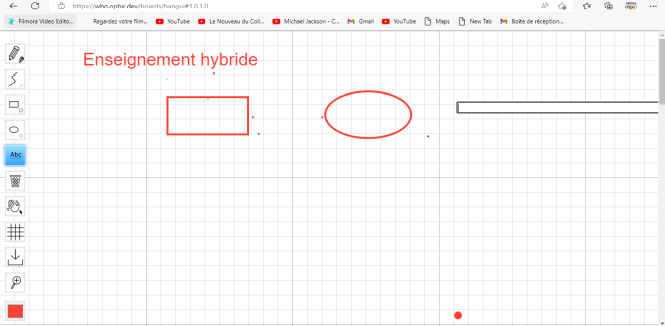 https://wbo.ophir.dev/boards/hangui#1,0,1.0
Filmora Video Edito... Regardez votre film... YouTube Le Nouveau du Coll... Michael Jackson - C... Gmail YouTube Maps New Tab Boîte de réception...
Enseignement hybride
Abc